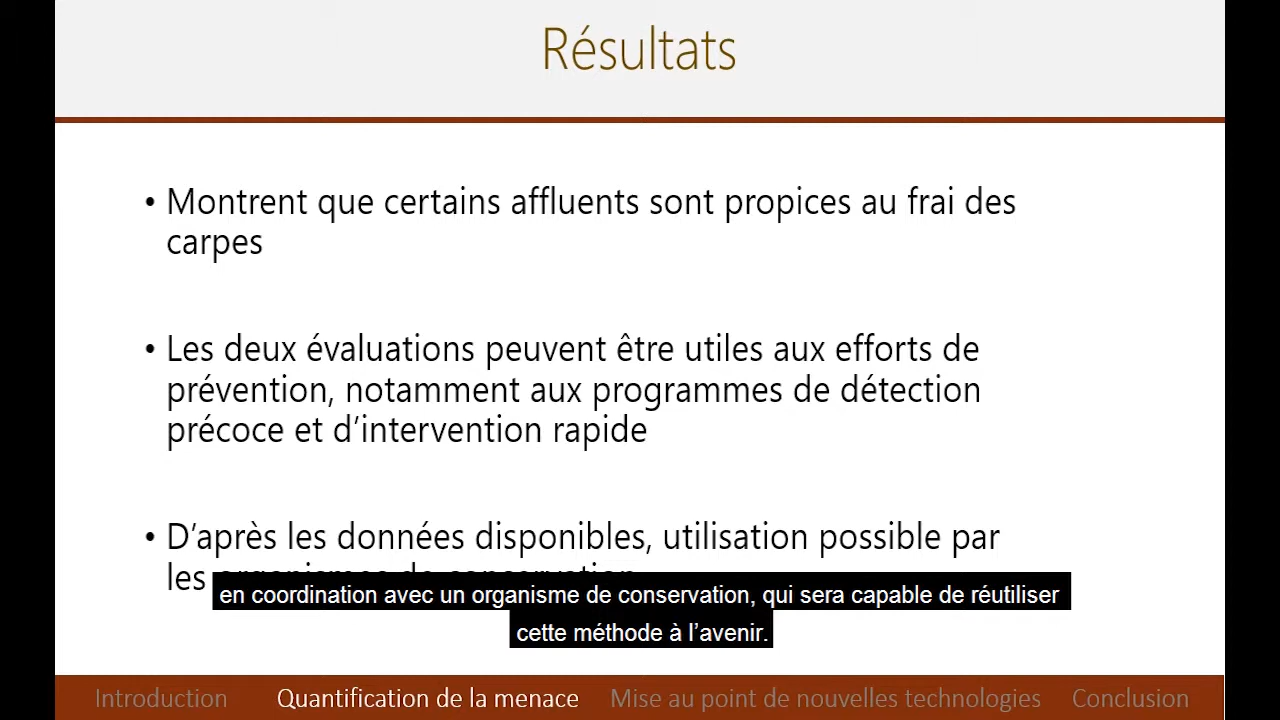 Résultats
• Montrent que certains affluents sont propices au frai des
carpes
• Les deux évaluations peuvent être utiles aux efforts de
prévention, notamment aux programmes de détection
précoce et d’intervention rapide
• D’après les données disponibles, utilisation possible par
les organismes de conservation
en coordination avec un organisme de conservation, qui sera capable de réutiliser
cette méthode à l’avenir.
Introduction Quantification de la menace Mise au point de nouvelles technologies Conclusion